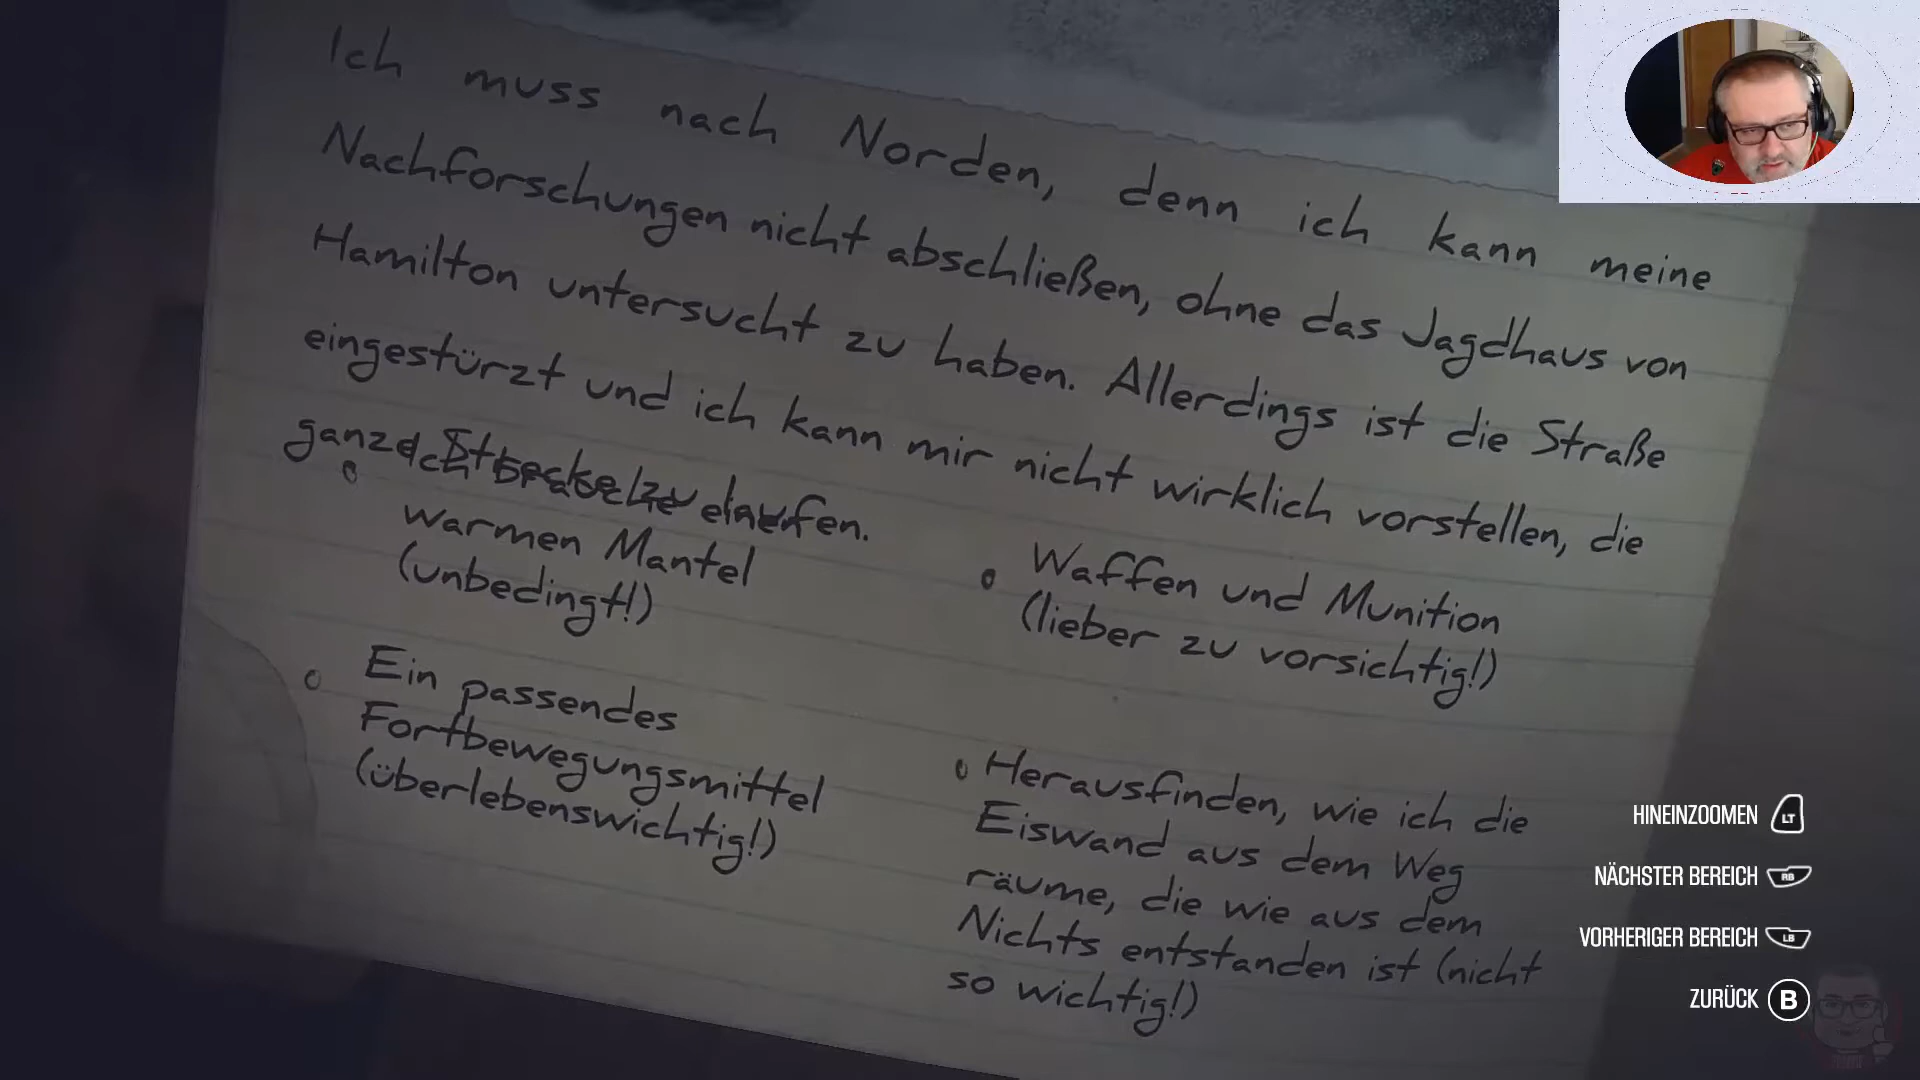 Ich muss nach Norden, denn ich kann meine
Nachforschungen nicht abschließen, ohne das Jagdhaus von
Hamilton untersucht zu haben. Allerdings ist die Straße
eingestürzt und ich kann mir nicht wirklich vorstellen, die
ganze Strecke zu laufen.
Ich brauche einen
warmen Mantel
(unbedingt!)
Ein passendes
Fortbewegungsmittel
(überlebenswichtig!)
Waffen und Munition
(lieber zu vorsichtig!)
Herausfinden, wie ich die
Eiswand aus dem Weg
räume, die wie aus dem
Nichts entstanden ist (nicht
so wichtig!)
HINEINZOOMEN LT
NÄCHSTER BEREICH RB
VORHERIGER BEREICH LB
ZURÜCK B